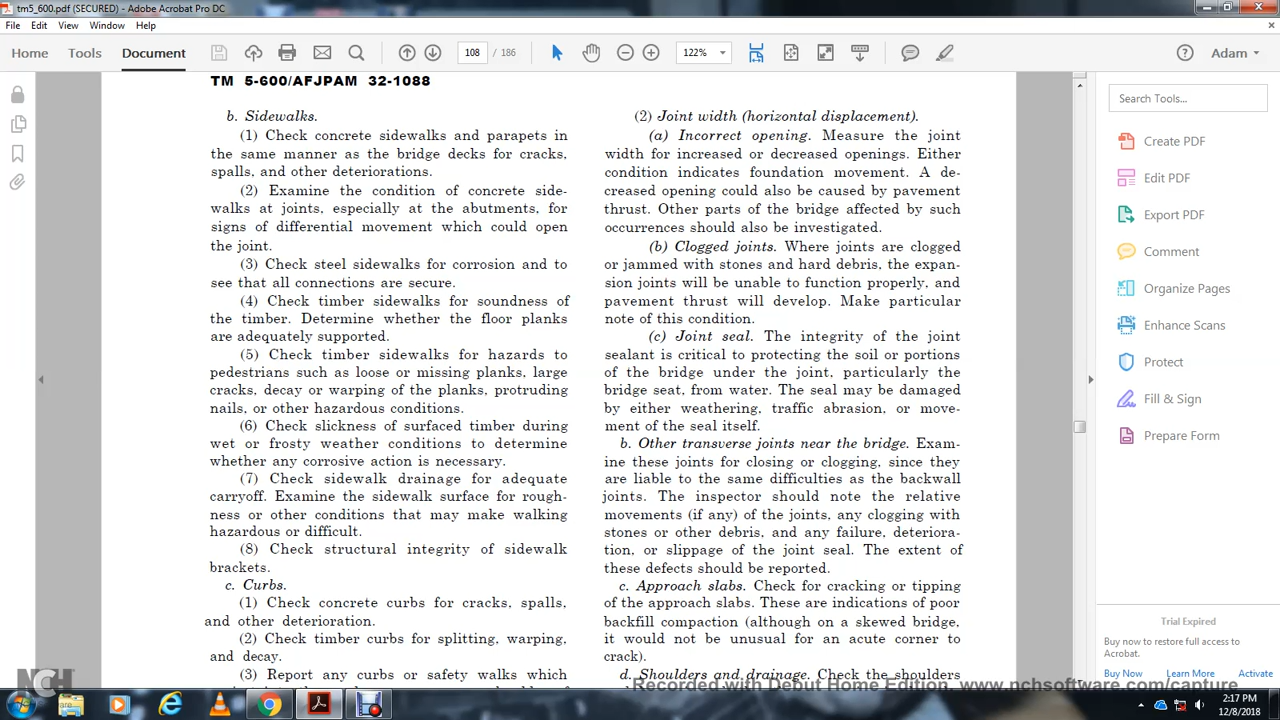 tm5_600.pdf (SECURED) - Adobe Acrobat Pro DC
File Edit View Window Help
Home Tools Document 108 / 186 122% Adam
TM 5-600/AFJPAM 32-1088
b. Sidewalks.
(1) Check concrete sidewalks and parapets in
the same manner as the bridge decks for cracks,
spalls, and other deteriorations.
(2) Examine the condition of concrete side-
walks at joints, especially at the abutments, for
signs of differential movement which could open
the joint.
(3) Check steel sidewalks for corrosion and to
see that all connections are secure.
(4) Check timber sidewalks for soundness of
the timber. Determine whether the floor planks
are adequately supported.
(5) Check timber sidewalks for hazards to
pedestrians such as loose or missing planks, large
cracks, decay or warping of the planks, protruding
nails, or other hazardous conditions.
(6) Check slickness of surfaced timber during
wet or frosty weather conditions to determine
whether any corrosive action is necessary.
(7) Check sidewalk drainage for adequate
carryoff. Examine the sidewalk surface for rough-
ness or other conditions that may make walking
hazardous or difficult.
(8) Check structural integrity of sidewalk
brackets.
c. Curbs.
(1) Check concrete curbs for cracks, spalls,
and other deterioration.
(2) Check timber curbs for splitting, warping,
and decay.
(3) Report any curbs or safety walks which
(2) Joint width (horizontal displacement).
(a) Incorrect opening. Measure the joint
width for increased or decreased openings. Either
condition indicates foundation movement. A de-
creased opening could also be caused by pavement
thrust. Other parts of the bridge affected by such
occurrences should also be investigated.
(b) Clogged joints. Where joints are clogged
or jammed with stones and hard debris, the expan-
sion joints will be unable to function properly, and
pavement thrust will develop. Make particular
note of this condition.
(c) Joint seal. The integrity of the joint
sealant is critical to protecting the soil or portions
of the bridge under the joint, particularly the
bridge seat, from water. The seal may be damaged
by either weathering, traffic abrasion, or move-
ment of the seal itself.
b. Other transverse joints near the bridge. Exam-
ine these joints for closing or clogging, since they
are liable to the same difficulties as the backwall
joints. The inspector should note the relative
movements (if any) of the joints, any clogging with
stones or other debris, and any failure, deteriora-
tion, or slippage of the joint seal. The extent of
these defects should be reported.
c. Approach slabs. Check for cracking or tipping
of the approach slabs. These are indications of poor
backfill compaction (although on a skewed bridge,
it would not be unusual for an acute corner to
crack).
d. Shoulders and drainage. Check the shoulders
Search Tools...
Create PDF
Edit PDF
Export PDF
Comment
Organize Pages
Enhance Scans
Protect
Fill & Sign
Prepare Form
Trial Expired
Buy now to restore full access to
Acrobat.
Buy Now Learn More Activate
NCH
Recorded with Debut Home Edition. www.nchsoftware.com/capture
2:17 PM
12/8/2018